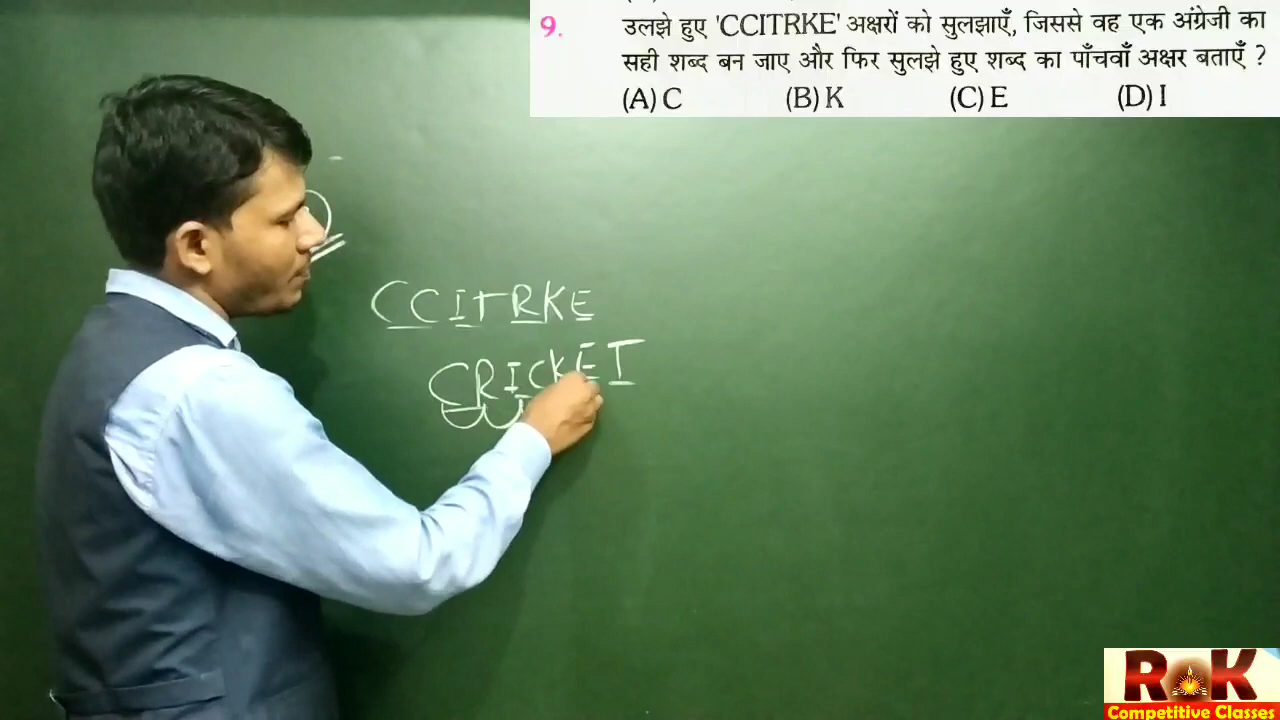 9. उलझे हुए 'CCITRKE' अक्षरों को सुलझाएँ, जिससे वह एक अंग्रेजी का
सही शब्द बन जाए और फिर सुलझे हुए शब्द का पाँचवाँ अक्षर बताएँ ?
(A) C (B) K (C) E (D) I
CCITRKE
CRICKET
RK
Competitive Classes